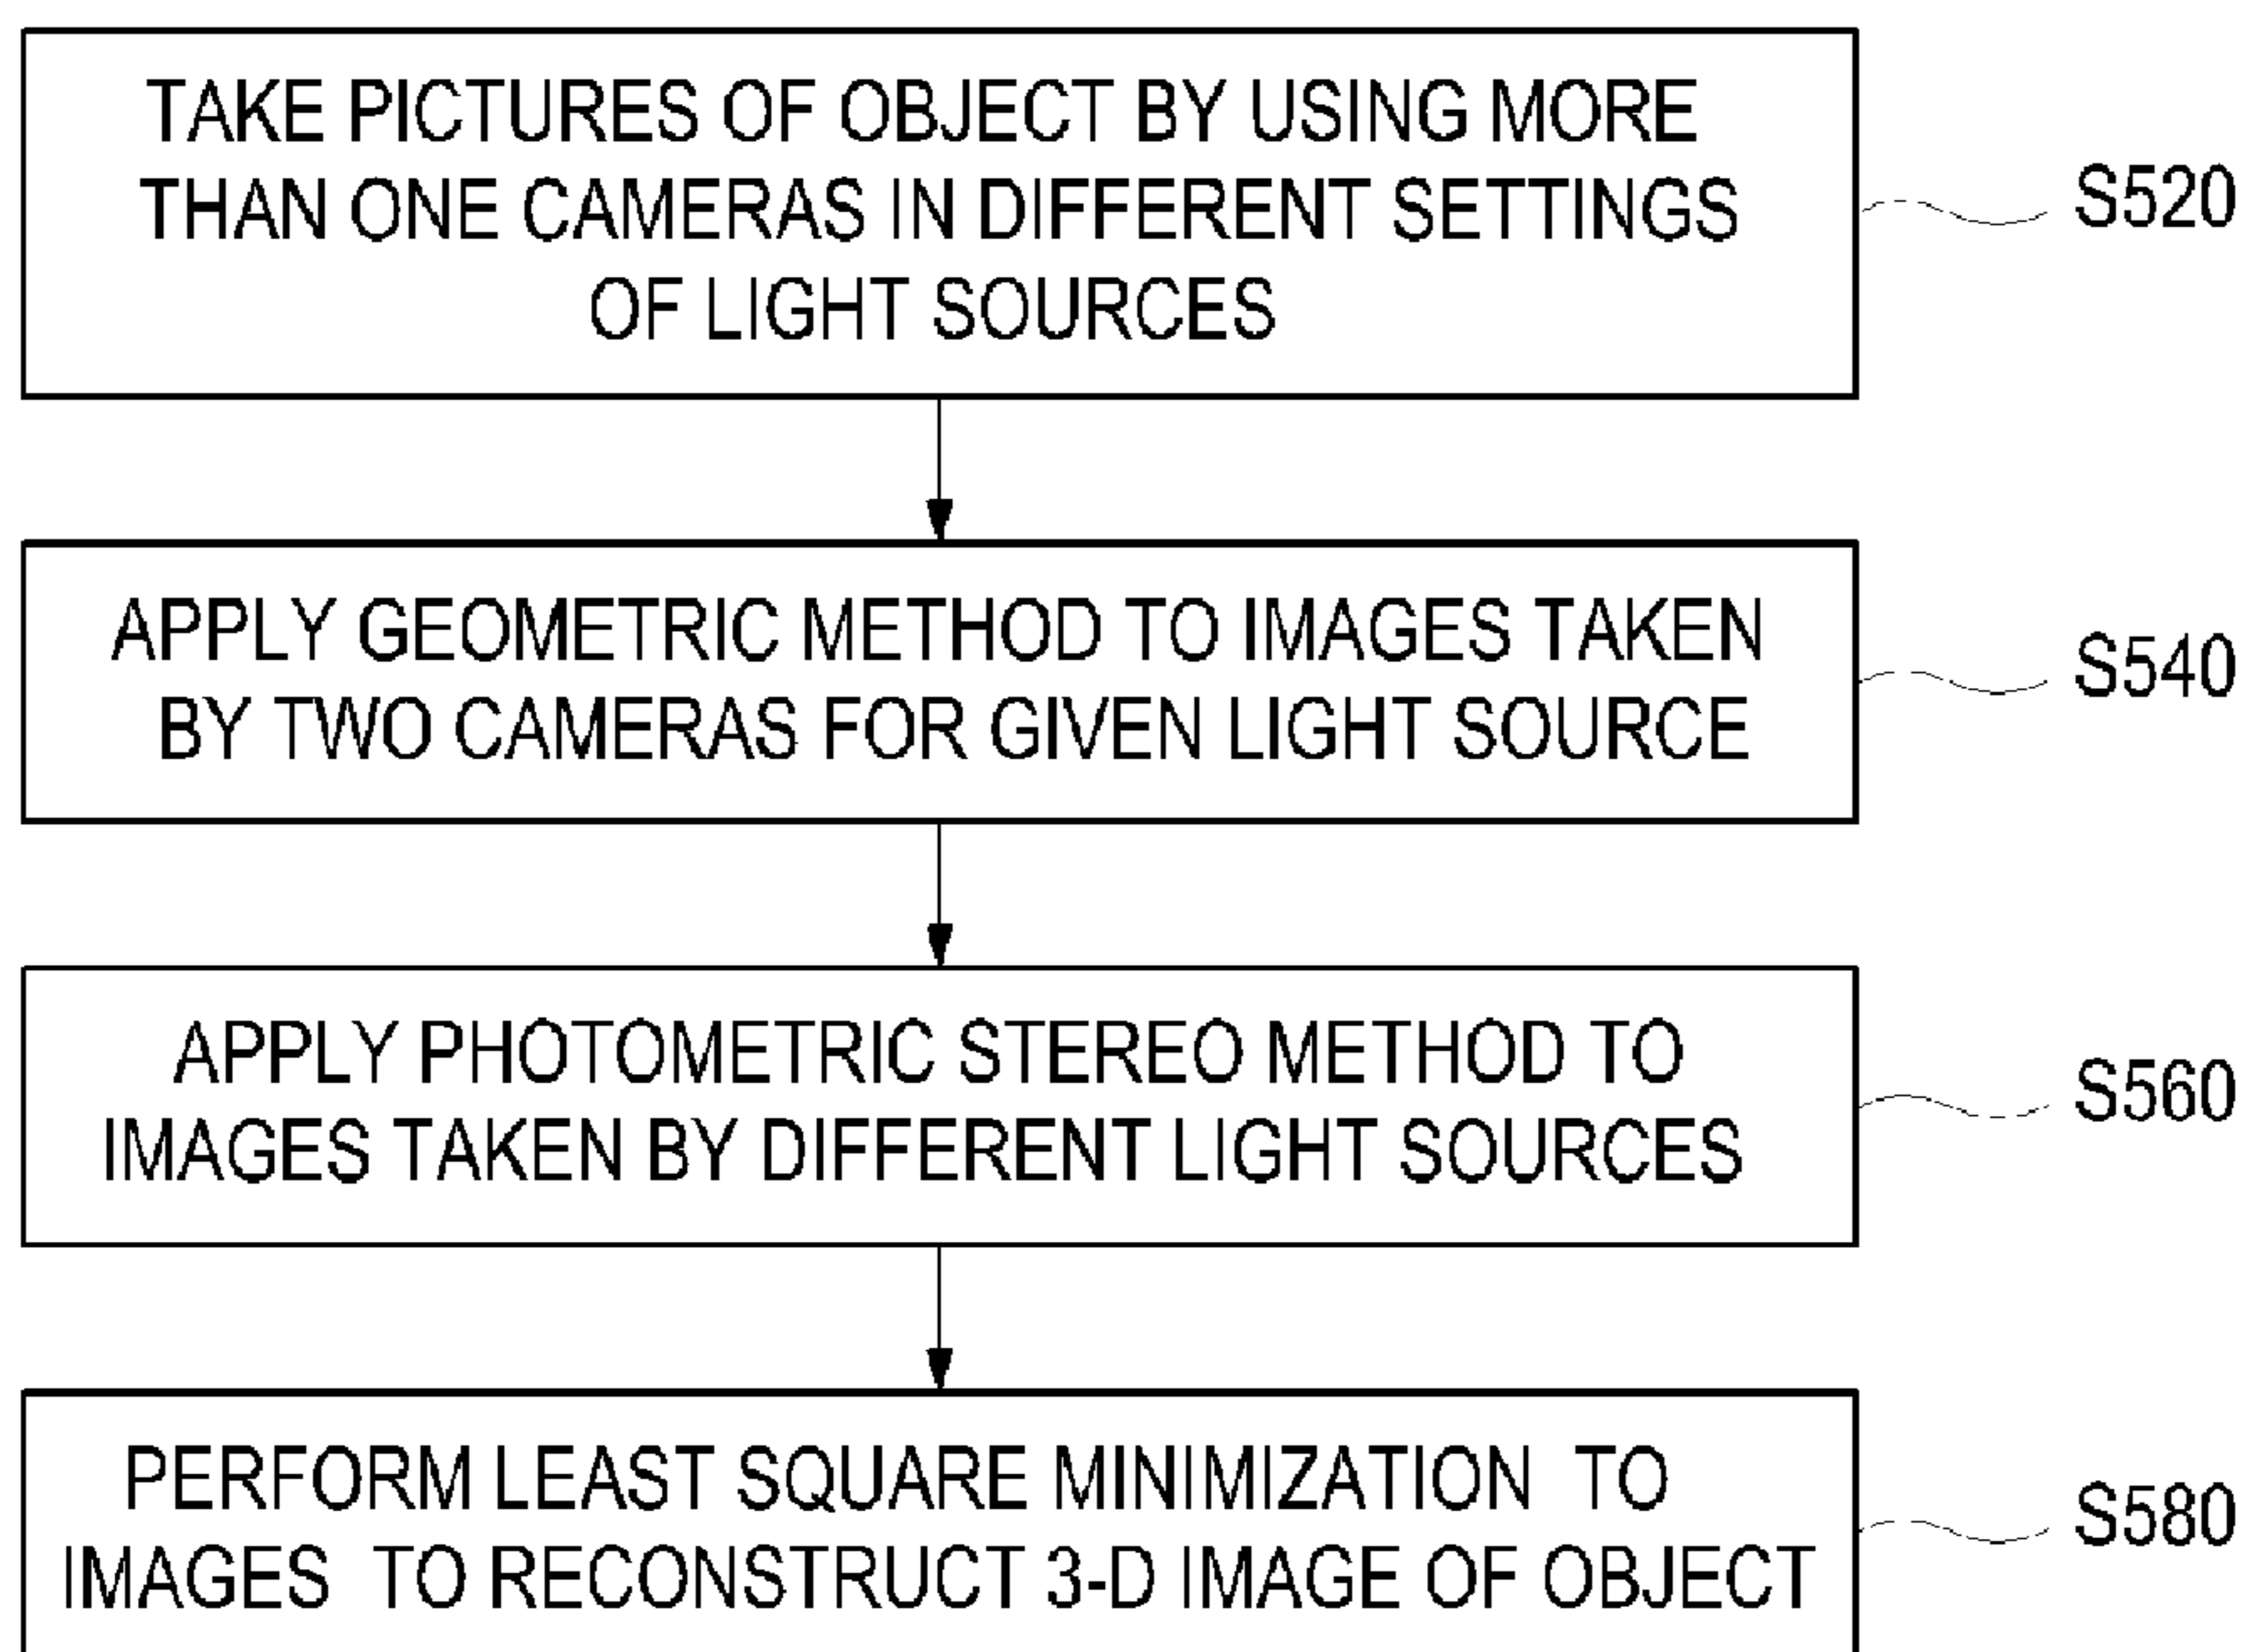 TAKE PICTURES OF OBJECT BY USING MORE
THAN ONE CAMERAS IN DIFFERENT SETTINGS
OF LIGHT SOURCES
S520
APPLY GEOMETRIC METHOD TO IMAGES TAKEN
BY TWO CAMERAS FOR GIVEN LIGHT SOURCE
S540
APPLY PHOTOMETRIC STEREO METHOD TO
IMAGES TAKEN BY DIFFERENT LIGHT SOURCES
S560
PERFORM LEAST SQUARE MINIMIZATION TO
IMAGES TO RECONSTRUCT 3-D IMAGE OF OBJECT
S580